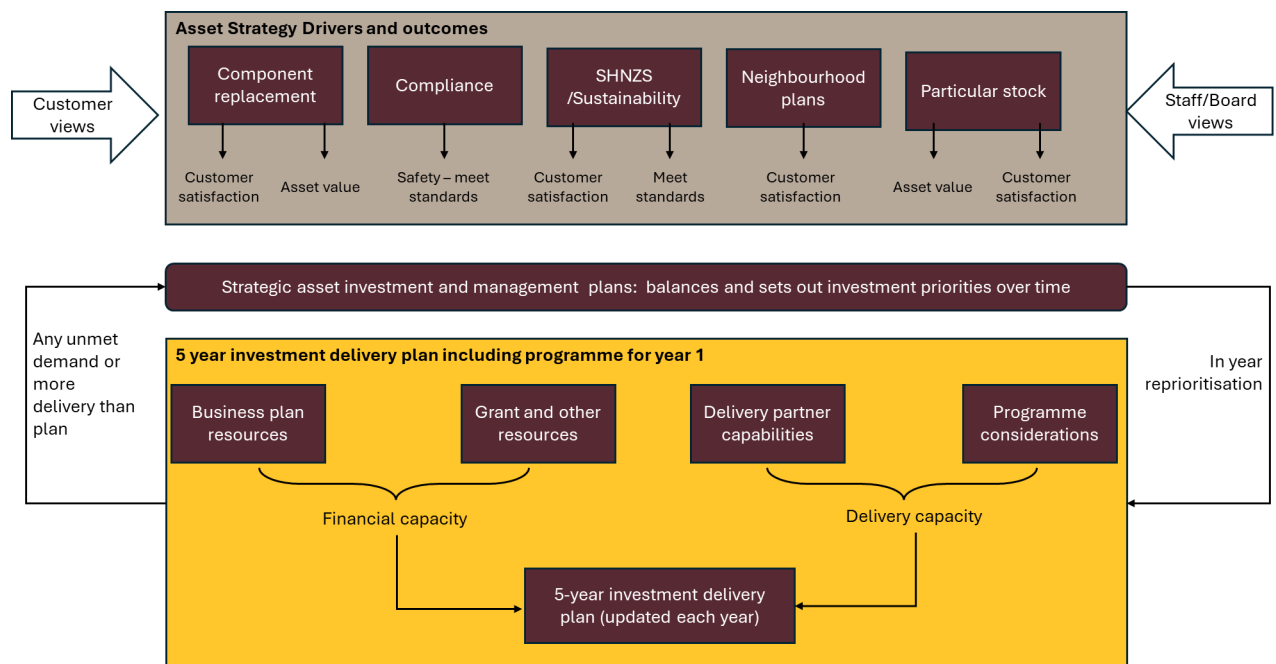 Asset Strategy Drivers and outcomes
Customer
views
Component
replacement
Compliance
SHNZS
/Sustainability
Neighbourhood
plans
Particular stock
Staff/Board
views
Customer
satisfaction
Asset value
Safety – meet
standards
Customer
satisfaction
Meet
standards
Customer
satisfaction
Asset value
Customer
satisfaction
Strategic asset investment and management plans: balances and sets out investment priorities over time
Any unmet
demand or
more
delivery than
plan
In year
reprioritisation
5 year investment delivery plan including programme for year 1
Business plan
resources
Grant and other
resources
Delivery partner
capabilities
Programme
considerations
Financial capacity
Delivery capacity
5-year investment delivery
plan (updated each year)